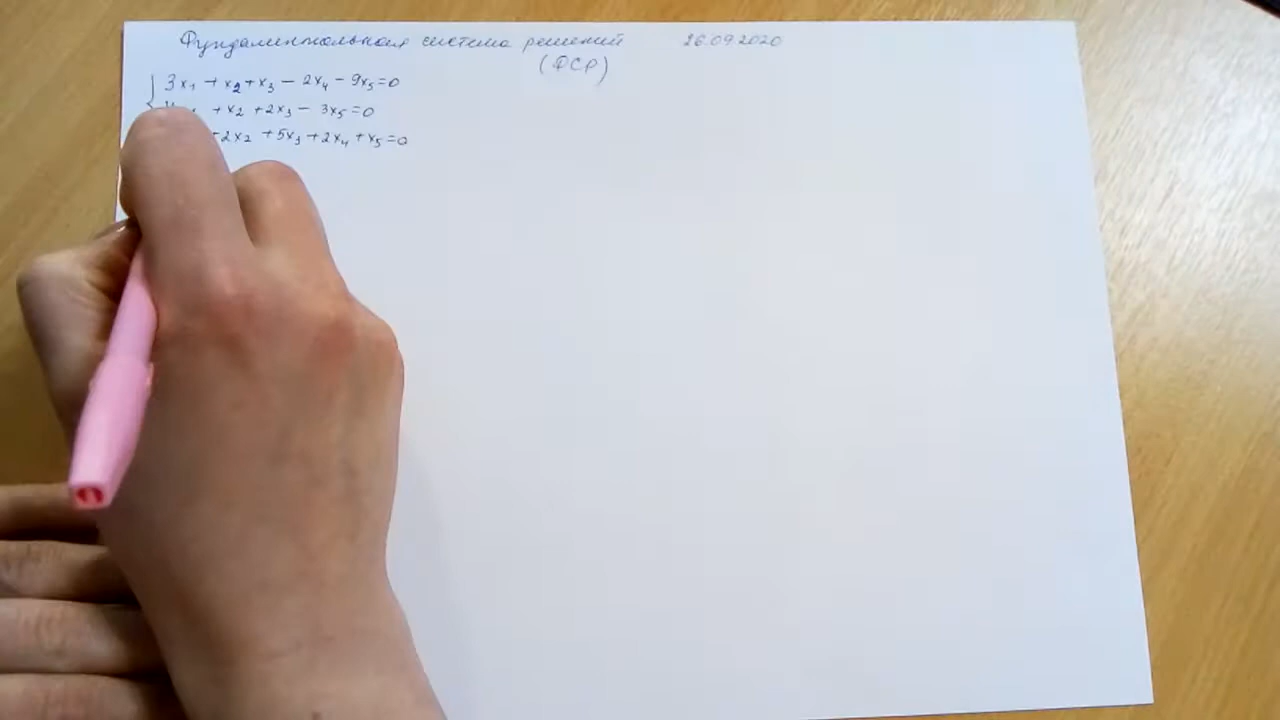 Фундаментальная система решений 26.09.2020
(ФСР)
3x₁ + x₂ + x₃ - 2x₄ - 9x₅ = 0
+ x₂ + 2x₃ - 3x₅ = 0
+ 2x₂ + 5x₃ + 2x₄ + x₅ = 0